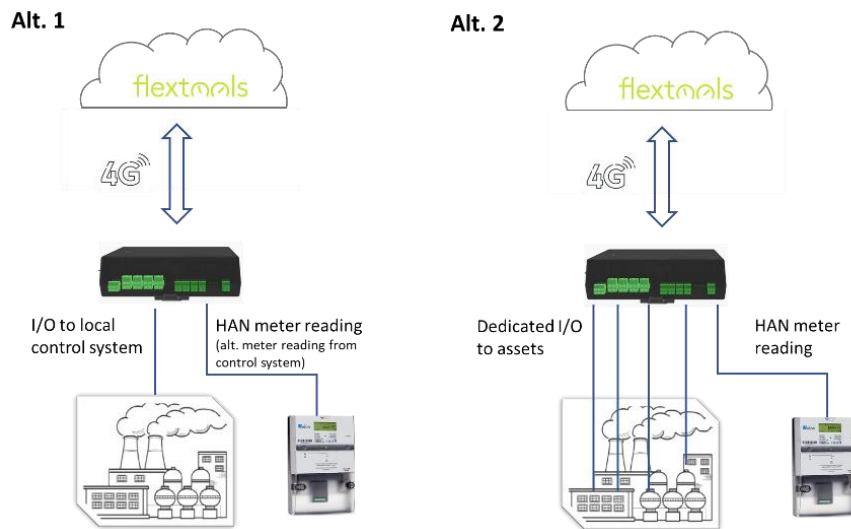 Alt. 1
flextools
4G
I/O to local
control system
HAN meter reading
(alt. meter reading from
control system)
Alt. 2
flextools
4G
Dedicated I/O
to assets
HAN meter
reading